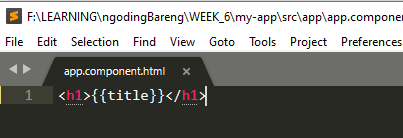 F:\LEARNING\ngodingBareng\WEEK_6\my-app\src\app\app.compone
File Edit Selection Find View Goto Tools Project Preferences
app.component.html ×
1 <h1>{{title}}</h1>